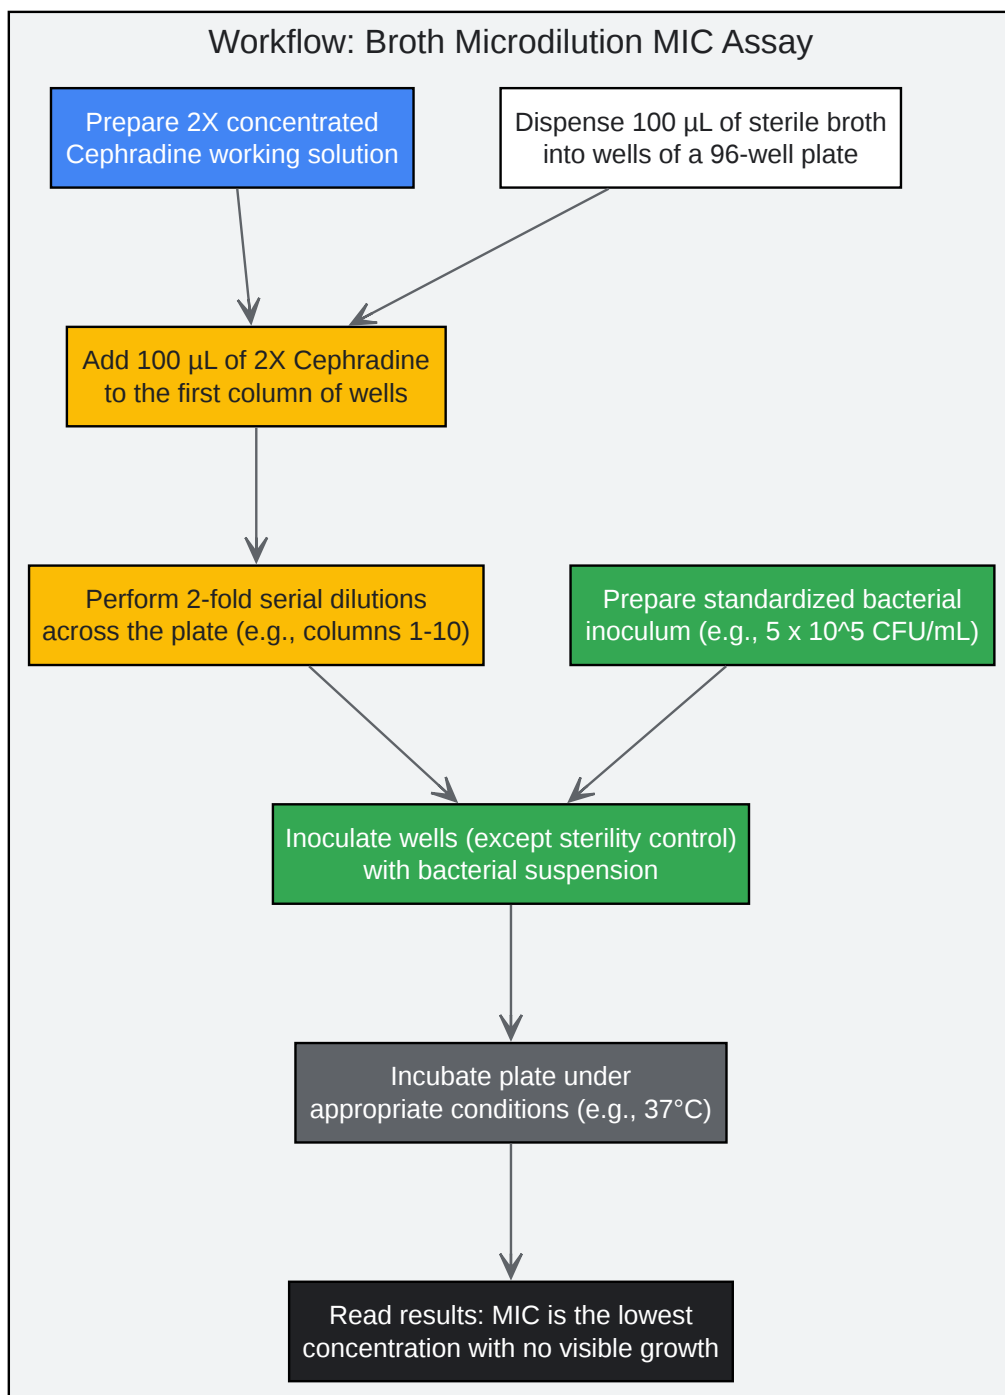 Workflow: Broth Microdilution MIC Assay
Prepare 2X concentrated
Cephradine working solution
Dispense 100 µL of sterile broth
into wells of a 96-well plate
Add 100 µL of 2X Cephradine
to the first column of wells
Perform 2-fold serial dilutions
across the plate (e.g., columns 1-10)
Prepare standardized bacterial
inoculum (e.g., 5 x 10^5 CFU/mL)
Inoculate wells (except sterility control)
with bacterial suspension
Incubate plate under
appropriate conditions (e.g., 37°C)
Read results: MIC is the lowest
concentration with no visible growth